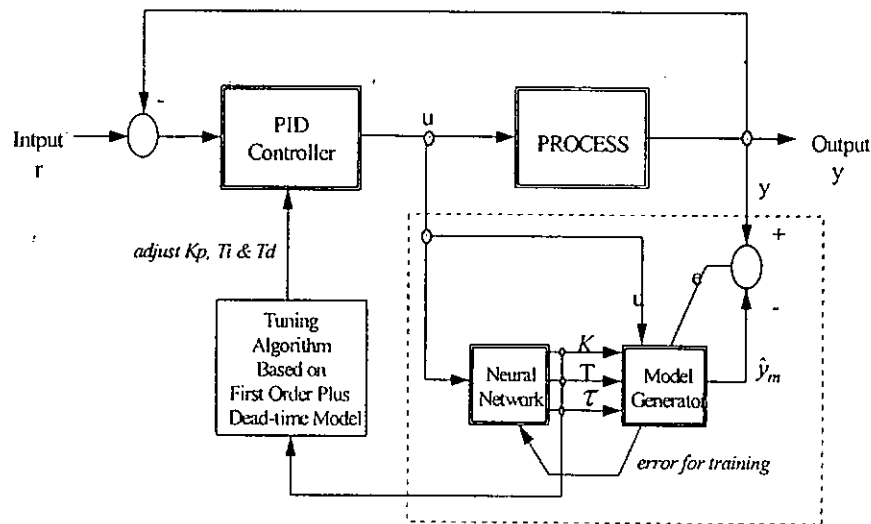 -
PID
Controller
u
PROCESS
Intput
r
Output
y
y
adjust Kp, Ti & Td
+
e
-
u
Tuning
Algorithm
Based on
First Order Plus
Dead-time Model
Neural
Network
K
T
τ
Model
Generator
ŷm
error for training